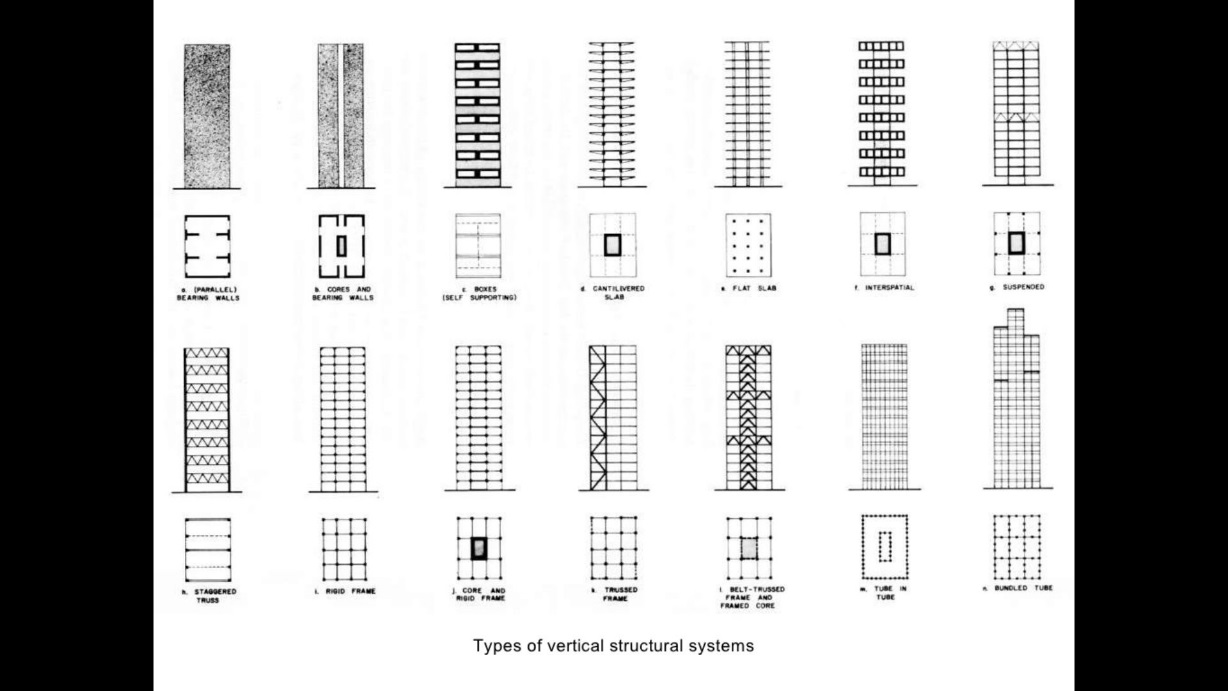 a. (PARALLEL)
BEARING WALLS
b. CORES AND
BEARING WALLS
c. BOXES
(SELF SUPPORTING)
d. CANTILIVERED
SLAB
e. FLAT SLAB
f. INTERSPATIAL
g. SUSPENDED
h. STAGGERED
TRUSS
i. RIGID FRAME
j. CORE AND
RIGID FRAME
k. TRUSSED
FRAME
l. BELT-TRUSSED
FRAME AND
FRAMED CORE
m. TUBE IN
TUBE
n. BUNDLED TUBE
Types of vertical structural systems